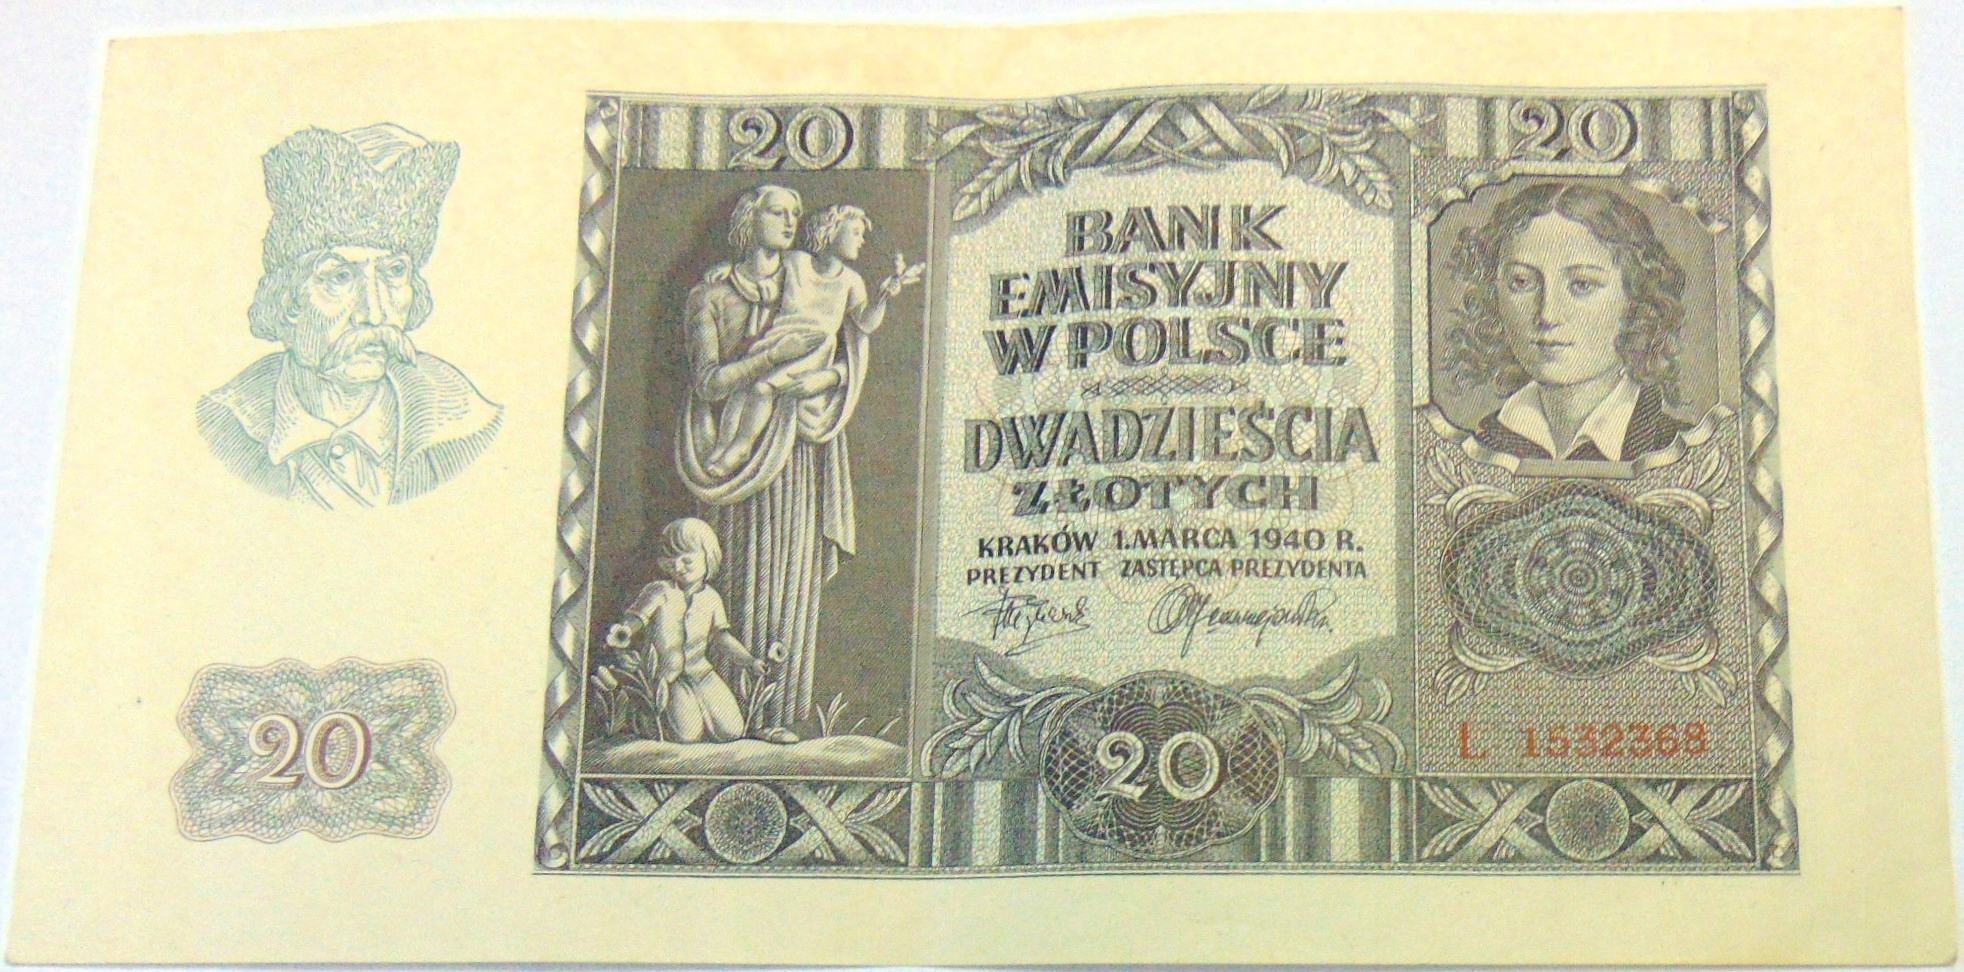 20
20
BANK
EMISYJNY
W POLSCE
DWADZIEŚCIA
ZŁOTYCH
KRAKÓW 1. MARCA 1940 R.
PREZYDENT ZASTĘPCA PREZYDENTA
L 1532368
20
20